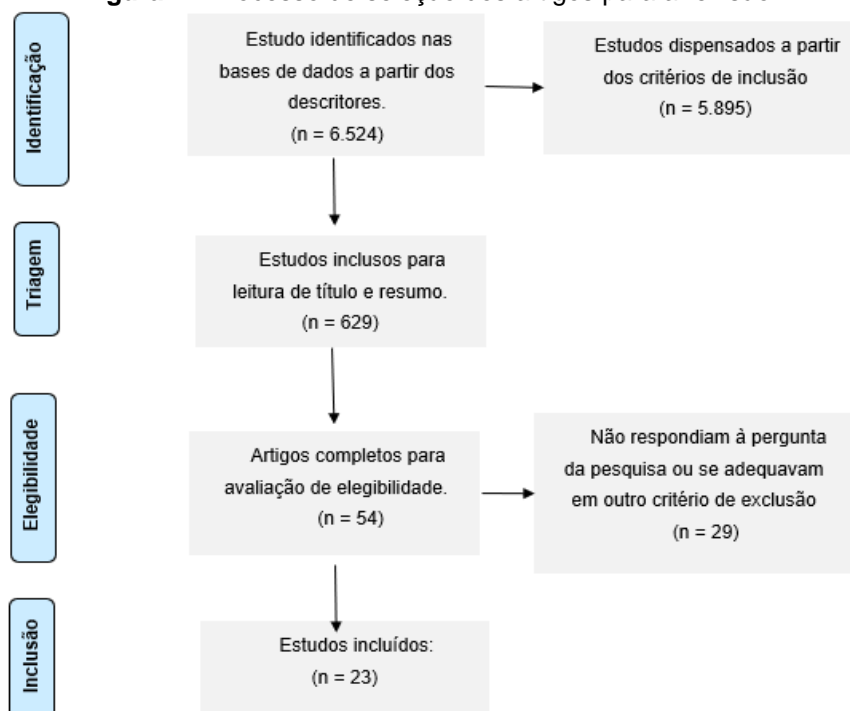 Identificação
Estudo identificados nas
bases de dados a partir dos
descritores.
(n = 6.524)
Estudos dispensados a partir
dos critérios de inclusão
(n = 5.895)
Triagem
Estudos inclusos para
leitura de título e resumo.
(n = 629)
Elegibilidade
Artigos completos para
avaliação de elegibilidade.
(n = 54)
Não respondiam à pergunta
da pesquisa ou se adequavam
em outro critério de exclusão
(n = 29)
Inclusão
Estudos incluídos:
(n = 23)